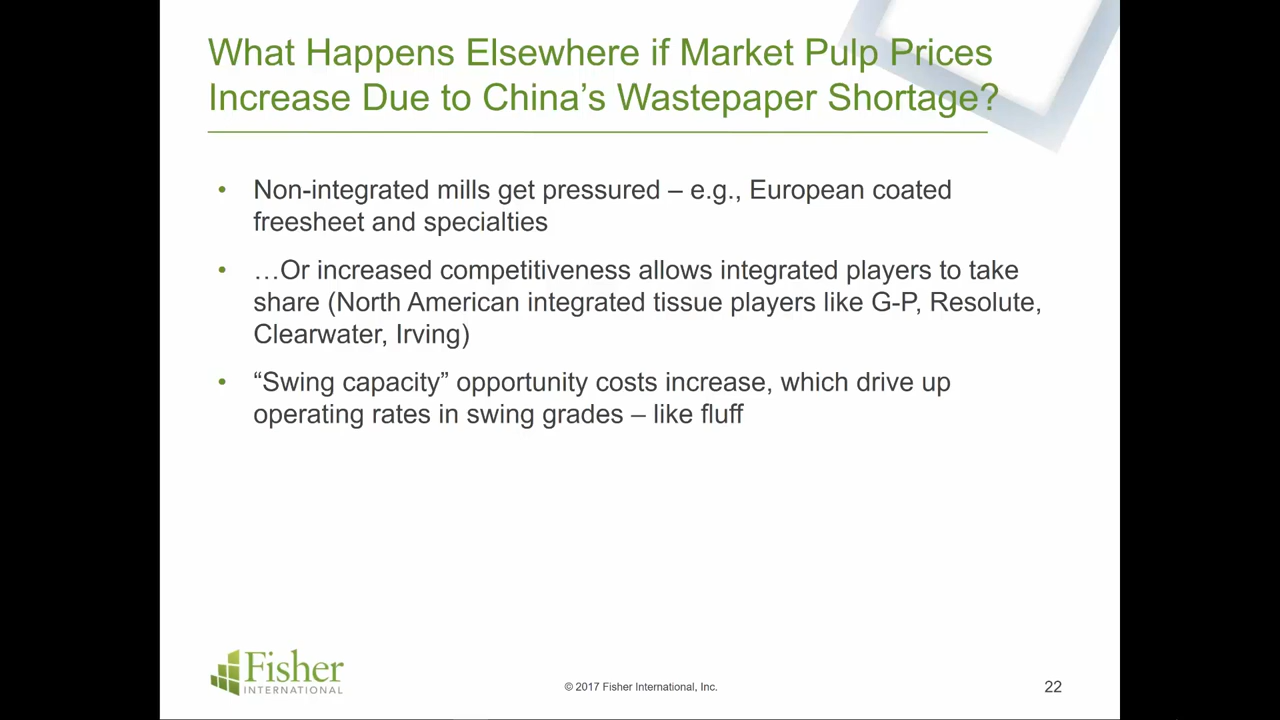 What Happens Elsewhere if Market Pulp Prices
Increase Due to China’s Wastepaper Shortage?
• Non-integrated mills get pressured – e.g., European coated
freesheet and specialties
• …Or increased competitiveness allows integrated players to take
share (North American integrated tissue players like G-P, Resolute,
Clearwater, Irving)
• “Swing capacity” opportunity costs increase, which drive up
operating rates in swing grades – like fluff
Fisher
INTERNATIONAL
© 2017 Fisher International, Inc.
22